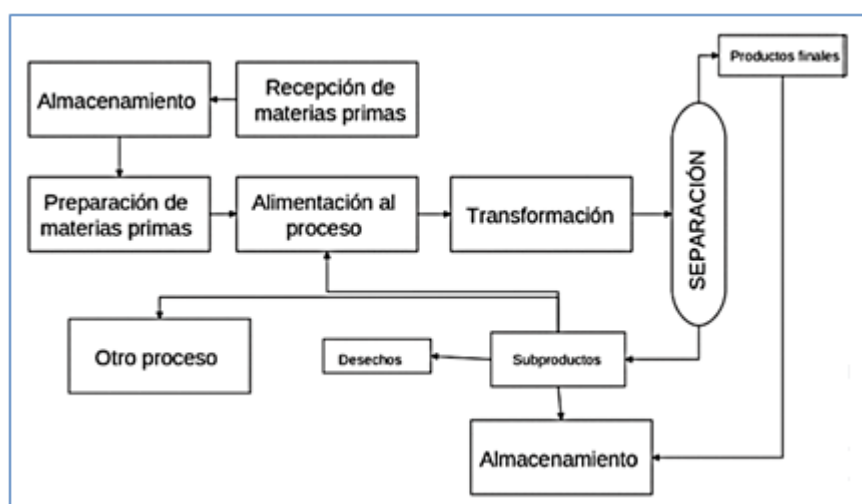 Productos finales
Almacenamiento
Recepción de
materias primas
Preparación de
materias primas
Alimentación al
proceso
Transformación
SEPARACIÓN
Otro proceso
Desechos
Subproductos
Almacenamiento